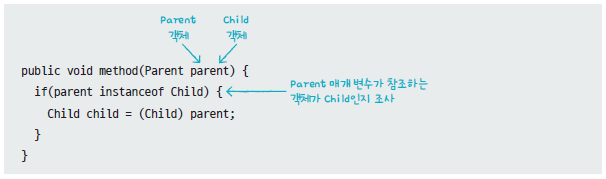 Parent Child
객체 객체
public void method(Parent parent) {
if(parent instanceof Child) {
Parent 매개 변수가 참조하는
객체가 Child인지 조사
Child child = (Child) parent;
}
}